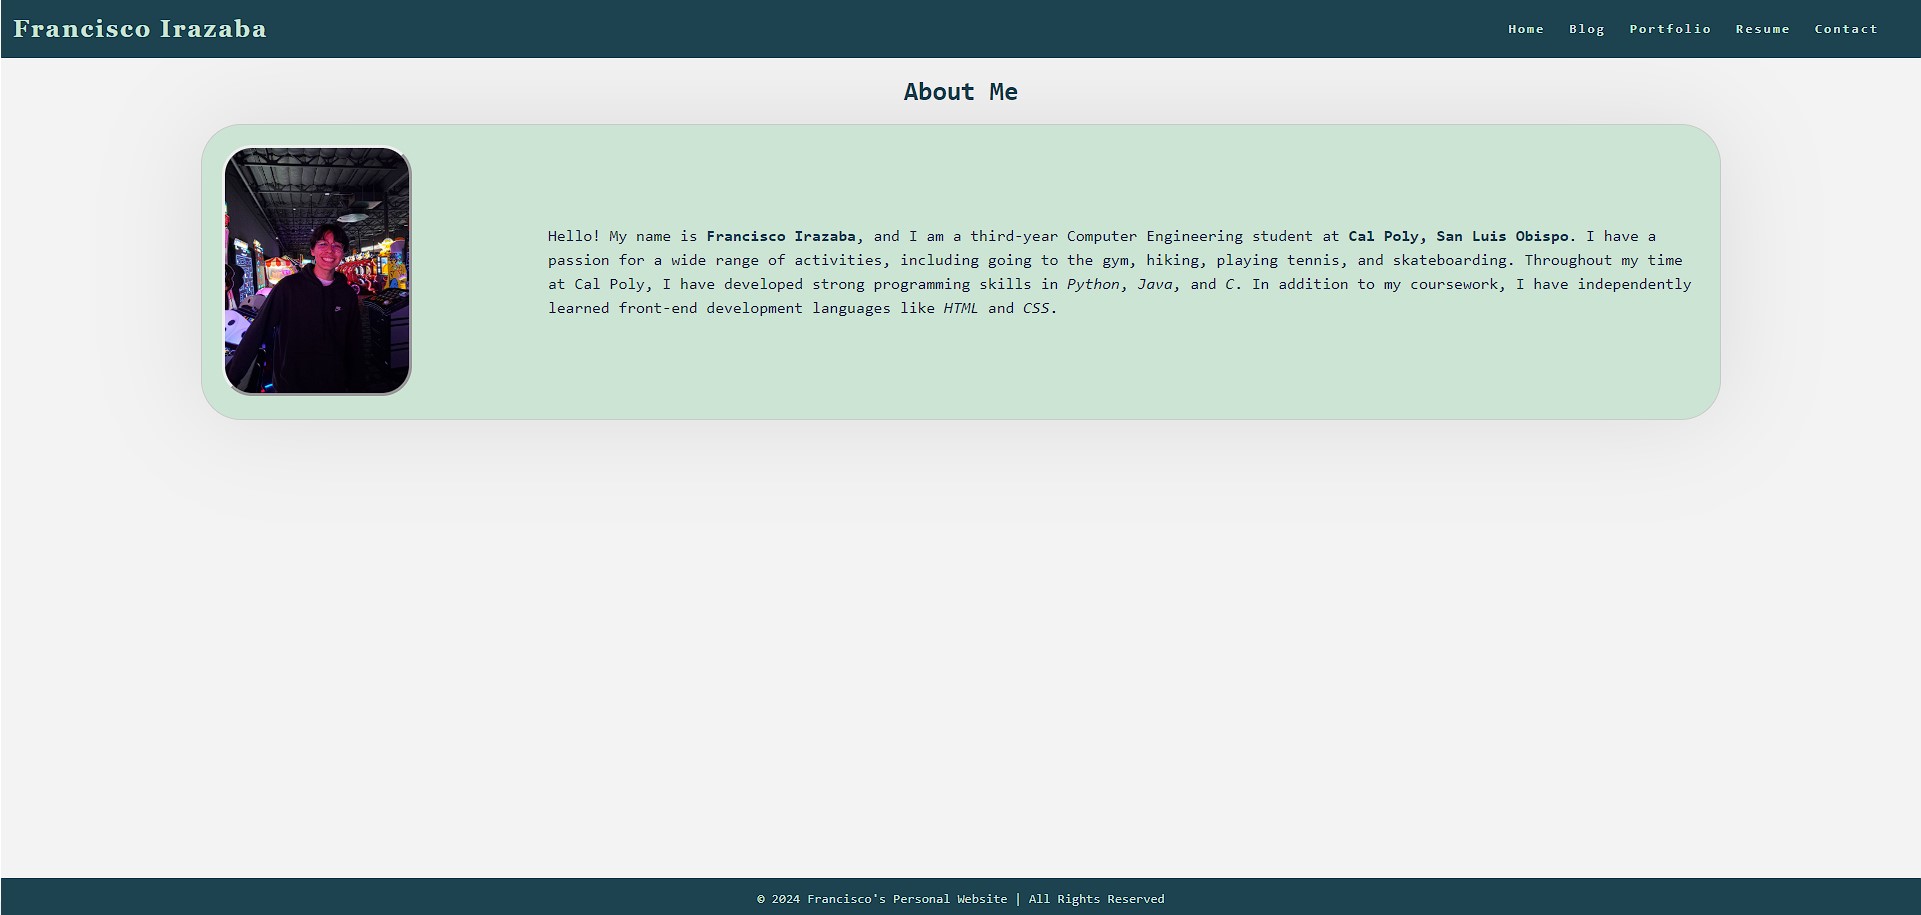 Francisco Irazaba
Home Blog Portfolio Resume Contact
About Me
Hello! My name is Francisco Irazaba, and I am a third-year Computer Engineering student at Cal Poly, San Luis Obispo. I have a
passion for a wide range of activities, including going to the gym, hiking, playing tennis, and skateboarding. Throughout my time
at Cal Poly, I have developed strong programming skills in Python, Java, and C. In addition to my coursework, I have independently
learned front-end development languages like HTML and CSS.
© 2024 Francisco's Personal Website | All Rights Reserved